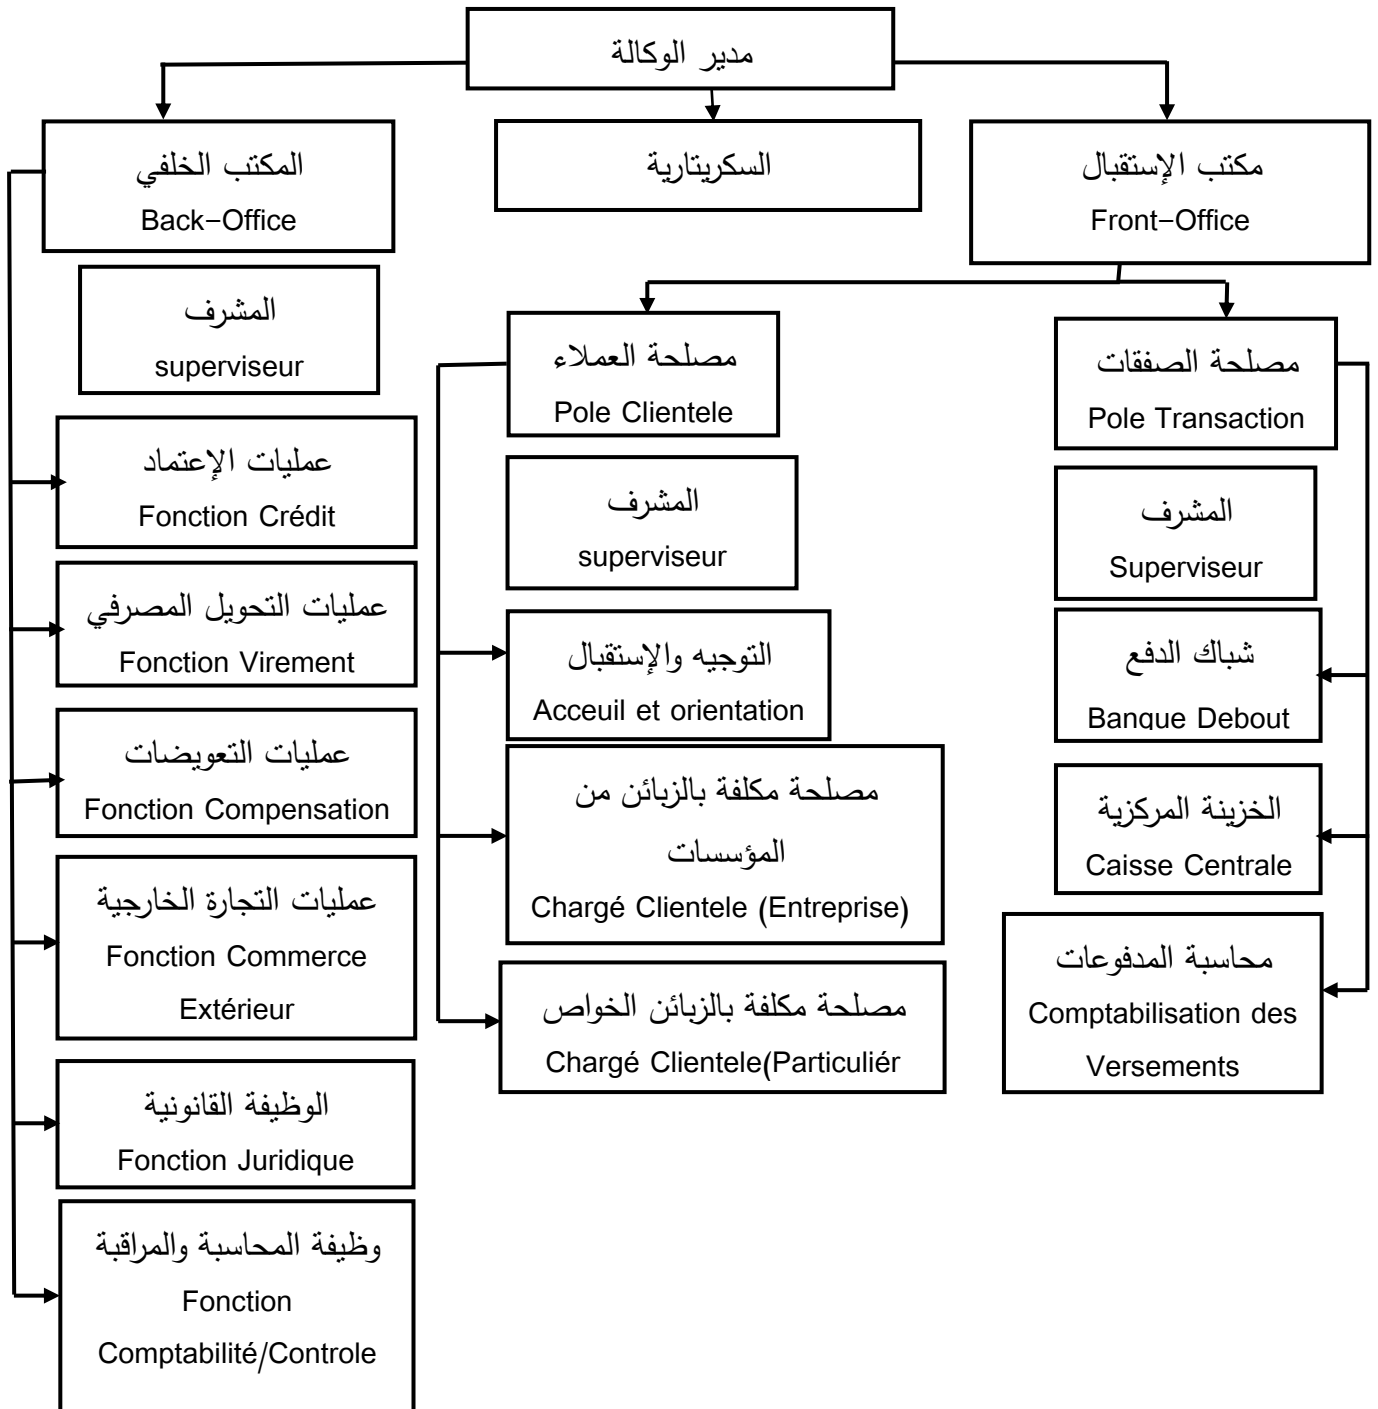 مدير الوكالة
مكتب الإستقبال
Front-Office
السكريتارية
المكتب الخلفي
Back-Office
مصلحة الصفقات
Pole Transaction
المشرف
Superviseur
شباك الدفع
Banque Debout
الخزينة المركزية
Caisse Centrale
محاسبة المدفوعات
Comptabilisation des
Versements
مصلحة العملاء
Pole Clientele
المشرف
superviseur
التوجيه والإستقبال
Acceuil et orientation
مصلحة مكلفة بالزبائن من
المؤسسات
Chargé Clientele (Entreprise)
مصلحة مكلفة بالزبائن الخواص
Chargé Clientele(Particuliér
المشرف
superviseur
عمليات الإعتماد
Fonction Crédit
عمليات التحويل المصرفي
Fonction Virement
عمليات التعويضات
Fonction Compensation
عمليات التجارة الخارجية
Fonction Commerce
Extérieur
الوظيفة القانونية
Fonction Juridique
وظيفة المحاسبة والمراقبة
Fonction
Comptabilité/Controle